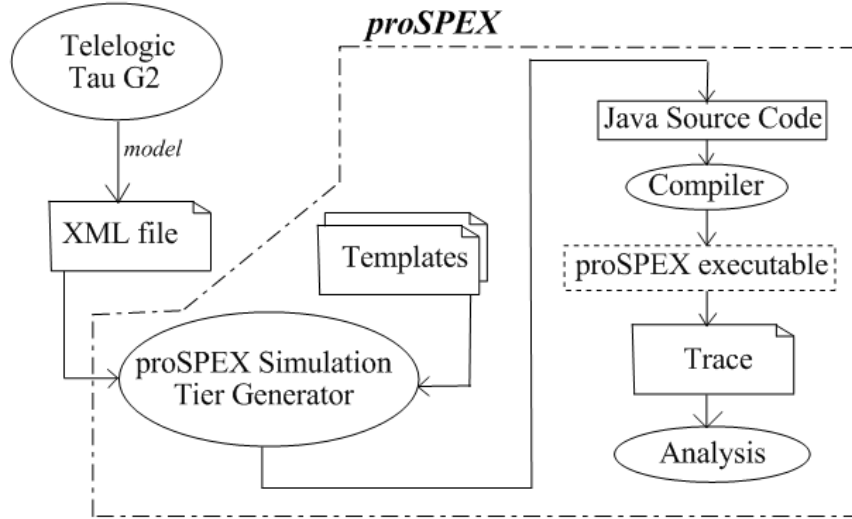 proSPEX
Telelogic
Tau G2
model
XML file
Templates
proSPEX Simulation
Tier Generator
Java Source Code
Compiler
proSPEX executable
Trace
Analysis